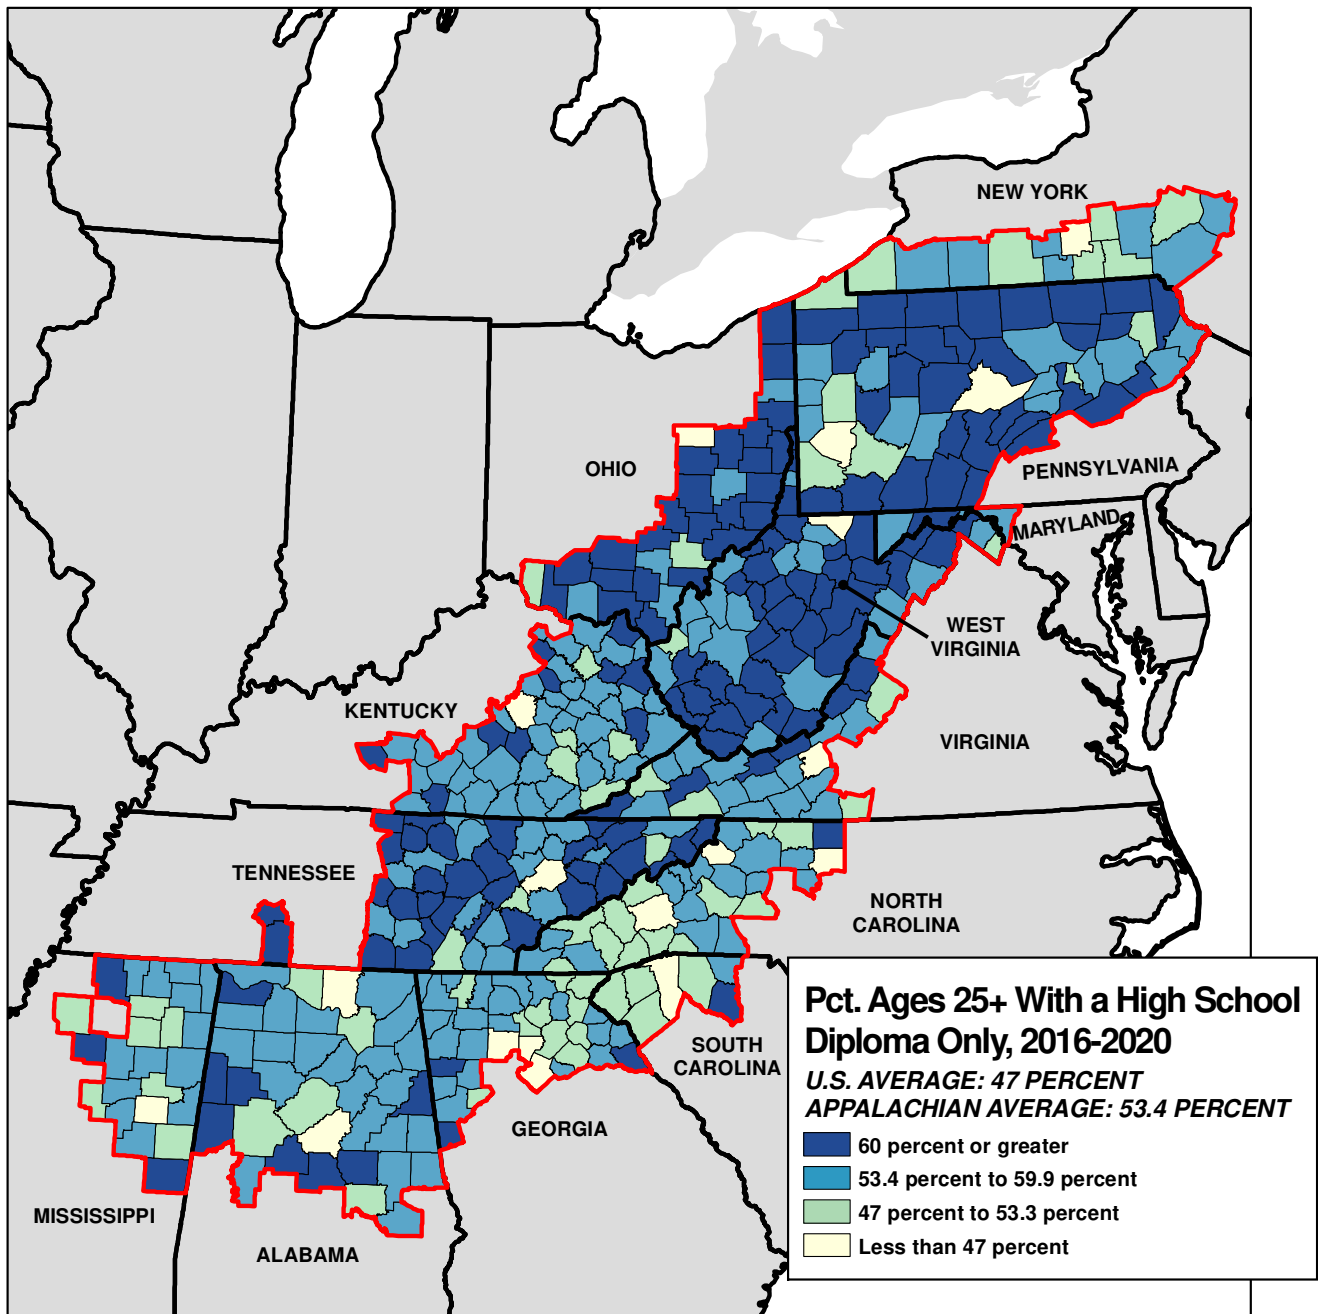 NEW YORK
OHIO
PENNSYLVANIA
MARYLAND
WEST
VIRGINIA
KENTUCKY
VIRGINIA
TENNESSEE
NORTH
CAROLINA
SOUTH
CAROLINA
GEORGIA
MISSISSIPPI
ALABAMA
Pct. Ages 25+ With a High School
Diploma Only, 2016-2020
U.S. AVERAGE: 47 PERCENT
APPALACHIAN AVERAGE: 53.4 PERCENT
60 percent or greater
53.4 percent to 59.9 percent
47 percent to 53.3 percent
Less than 47 percent